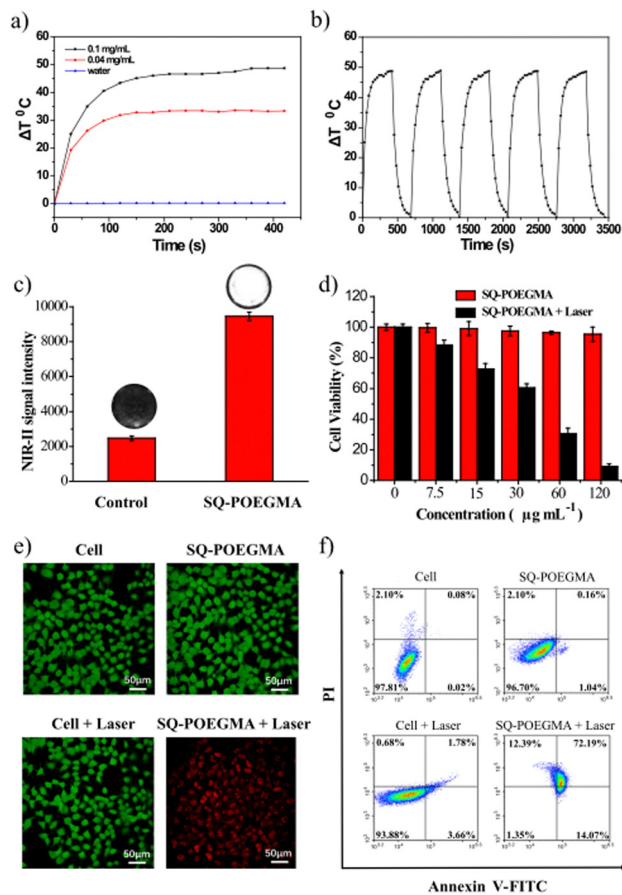 a)
60
50
40
30
20
10
0
ΔT ⁰C
0.1 mg/mL
0.04 mg/mL
water
0 100 200 300 400
Time (s)
b)
60
50
40
30
20
10
0
ΔT ⁰C
0 500 1000 1500 2000 2500 3000 3500
Time (s)
c)
10000
8000
6000
4000
2000
0
NIR-II signal intensity
Control SQ-POEGMA
d)
120
100
80
60
40
20
0
Cell Viability (%)
SQ-POEGMA
SQ-POEGMA + Laser
0 7.5 15 30 60 120
Concentration ( μg mL⁻¹)
e)
Cell SQ-POEGMA
50μm 50μm
Cell + Laser SQ-POEGMA + Laser
50μm 50μm
f)
PI
Cell SQ-POEGMA
2.10% 0.08% 2.10% 0.16%
97.81% 0.02% 96.70% 1.04%
Cell + Laser SQ-POEGMA + Laser
0.68% 1.78% 12.39% 72.19%
93.88% 3.66% 1.35% 14.07%
Annexin V-FITC